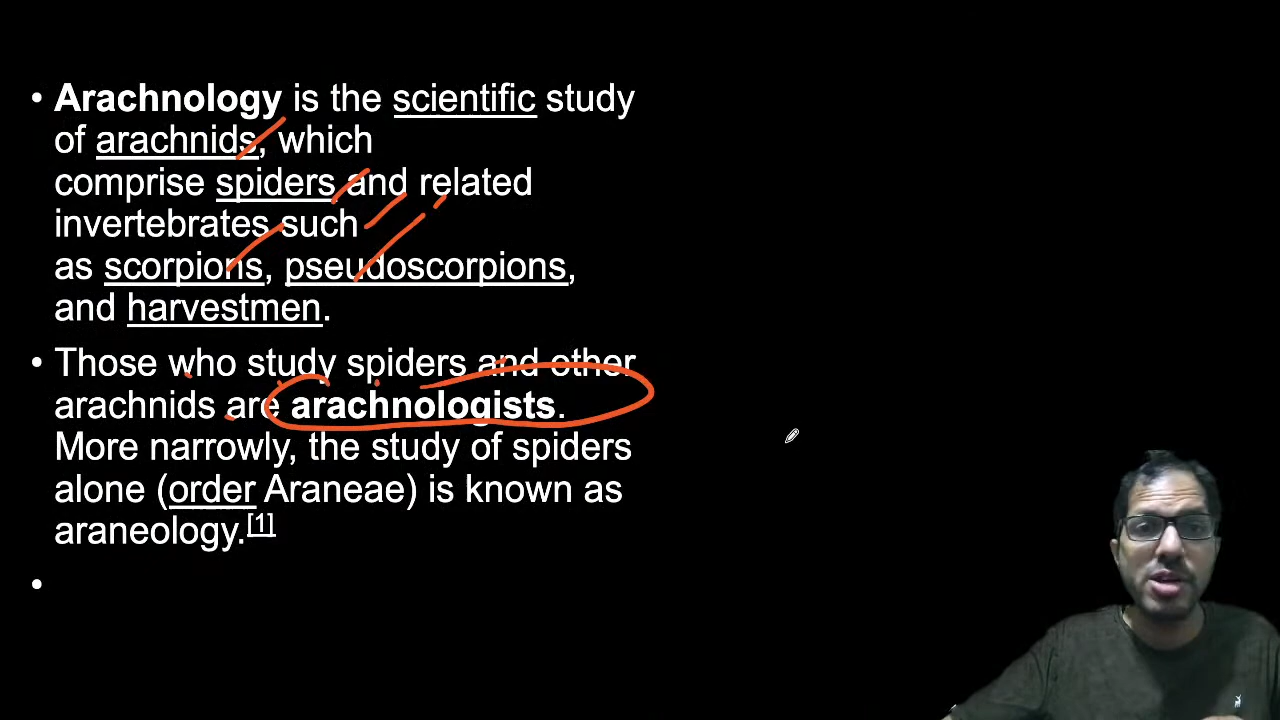 • Arachnology is the scientific study
of arachnids, which
comprise spiders and related
invertebrates such
as scorpions, pseudoscorpions,
and harvestmen.
• Those who study spiders and other
arachnids are arachnologists.
More narrowly, the study of spiders
alone (order Araneae) is known as
araneology.[1]
•